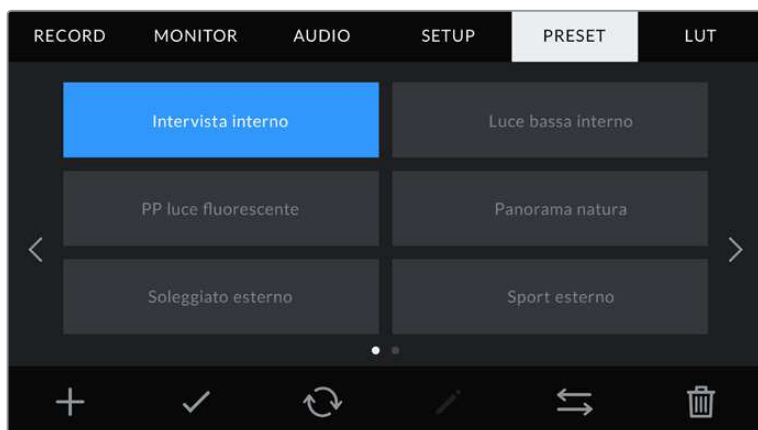 RECORD MONITOR AUDIO SETUP PRESET LUT
Intervista interno Luce bassa interno
PP luce fluorescente Panorama natura
Soleggiato esterno Sport esterno